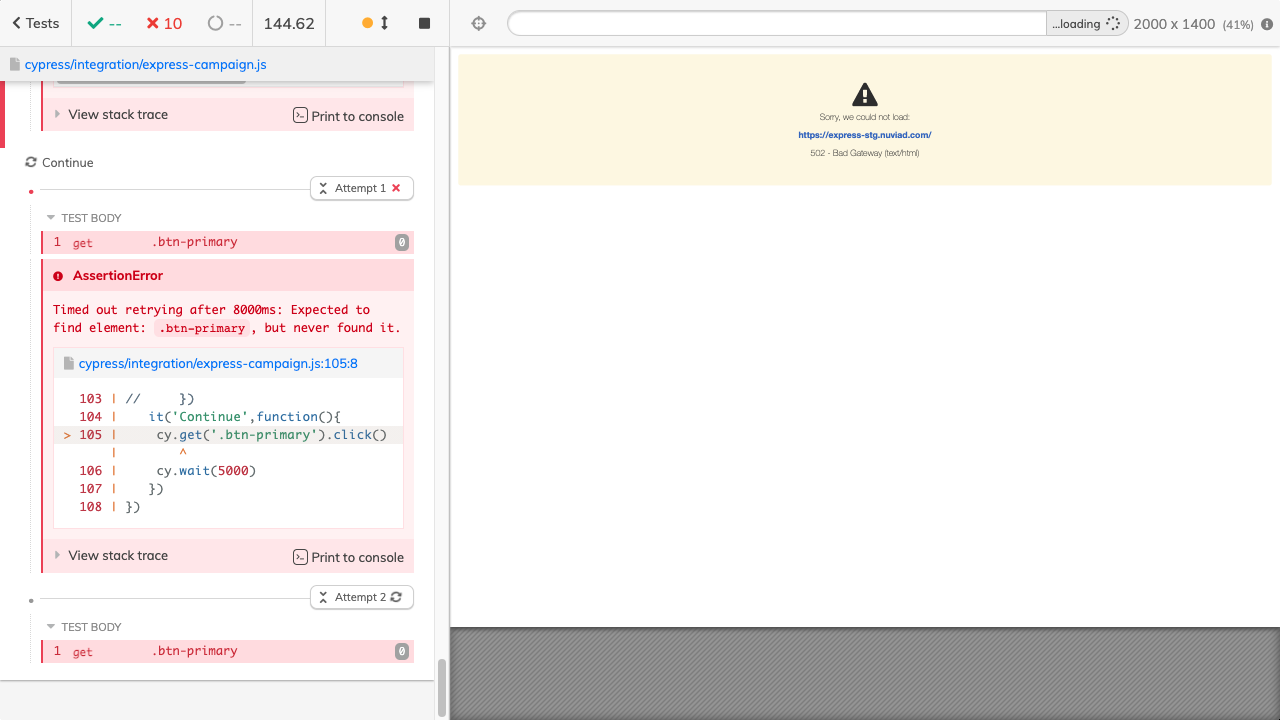 Tests
--
10
--
144.62
...loading
2000 x 1400 (41%)
cypress/integration/express-campaign.js
View stack trace
Print to console
Continue
Attempt 1
TEST BODY
1 get .btn-primary 0
AssertionError
Timed out retrying after 8000ms: Expected to
find element: .btn-primary, but never found it.
cypress/integration/express-campaign.js:105:8
103 | //     })
104 |    it('Continue',function(){
> 105 |     cy.get('.btn-primary').click()
|        ^
106 |     cy.wait(5000)
107 |    })
108 | })
View stack trace
Print to console
Attempt 2
TEST BODY
1 get .btn-primary 0
Sorry, we could not load:
https://express-stg.nuviad.com/
502 - Bad Gateway (text/html)